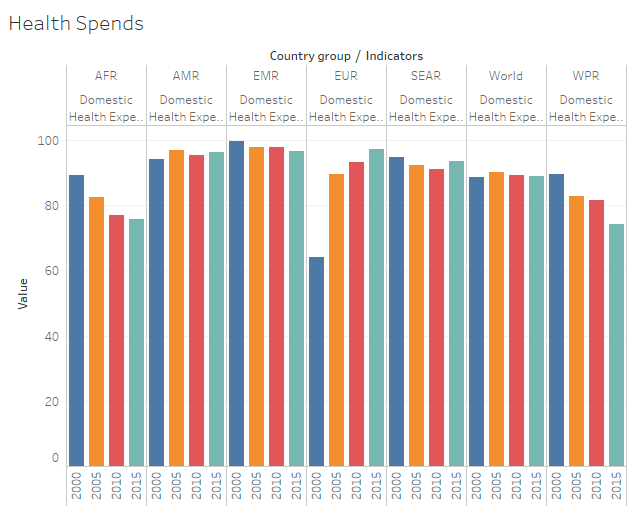 Health Spends
Country group / Indicators
AFR AMR EMR EUR SEAR World WPR
Domestic Domestic Domestic Domestic Domestic Domestic Domestic
Health Expe.. Health Expe.. Health Expe.. Health Expe.. Health Expe.. Health Expe.. Health Expe..
100
80
60
40
20
0
Value
2000 2005 2010 2015 2000 2005 2010 2015 2000 2005 2010 2015 2000 2005 2010 2015 2000 2005 2010 2015 2000 2005 2010 2015 2000 2005 2010 2015